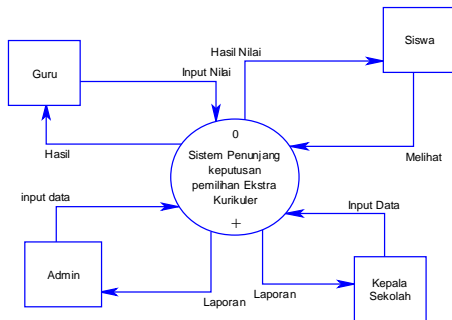 Hasil Nilai
Siswa
Guru
Input Nilai
0
Hasil
Melihat
Sistem Penunjang
keputusan
pemilihan Ekstra
Kurikuler
+
input data
Input Data
Admin
Kepala
Sekolah
Laporan
Laporan